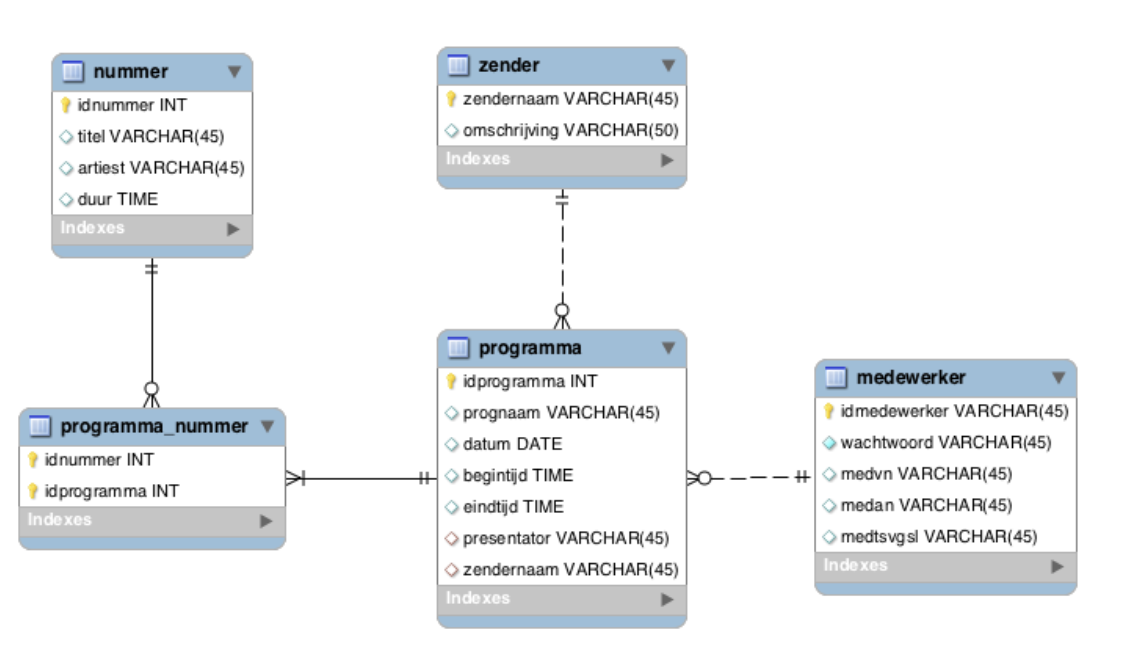 nummer
idnummer INT
titel VARCHAR(45)
artiest VARCHAR(45)
duur TIME
Indexes
zender
zendernaam VARCHAR(45)
omschrijving VARCHAR(50)
Indexes
programma_nummer
idnummer INT
idprogramma INT
Indexes
programma
idprogramma INT
prognaam VARCHAR(45)
datum DATE
begintijd TIME
eindtijd TIME
presentator VARCHAR(45)
zendernaam VARCHAR(45)
Indexes
medewerker
idmedewerker VARCHAR(45)
wachtwoord VARCHAR(45)
medvn VARCHAR(45)
medan VARCHAR(45)
medtsvgsl VARCHAR(45)
Indexes